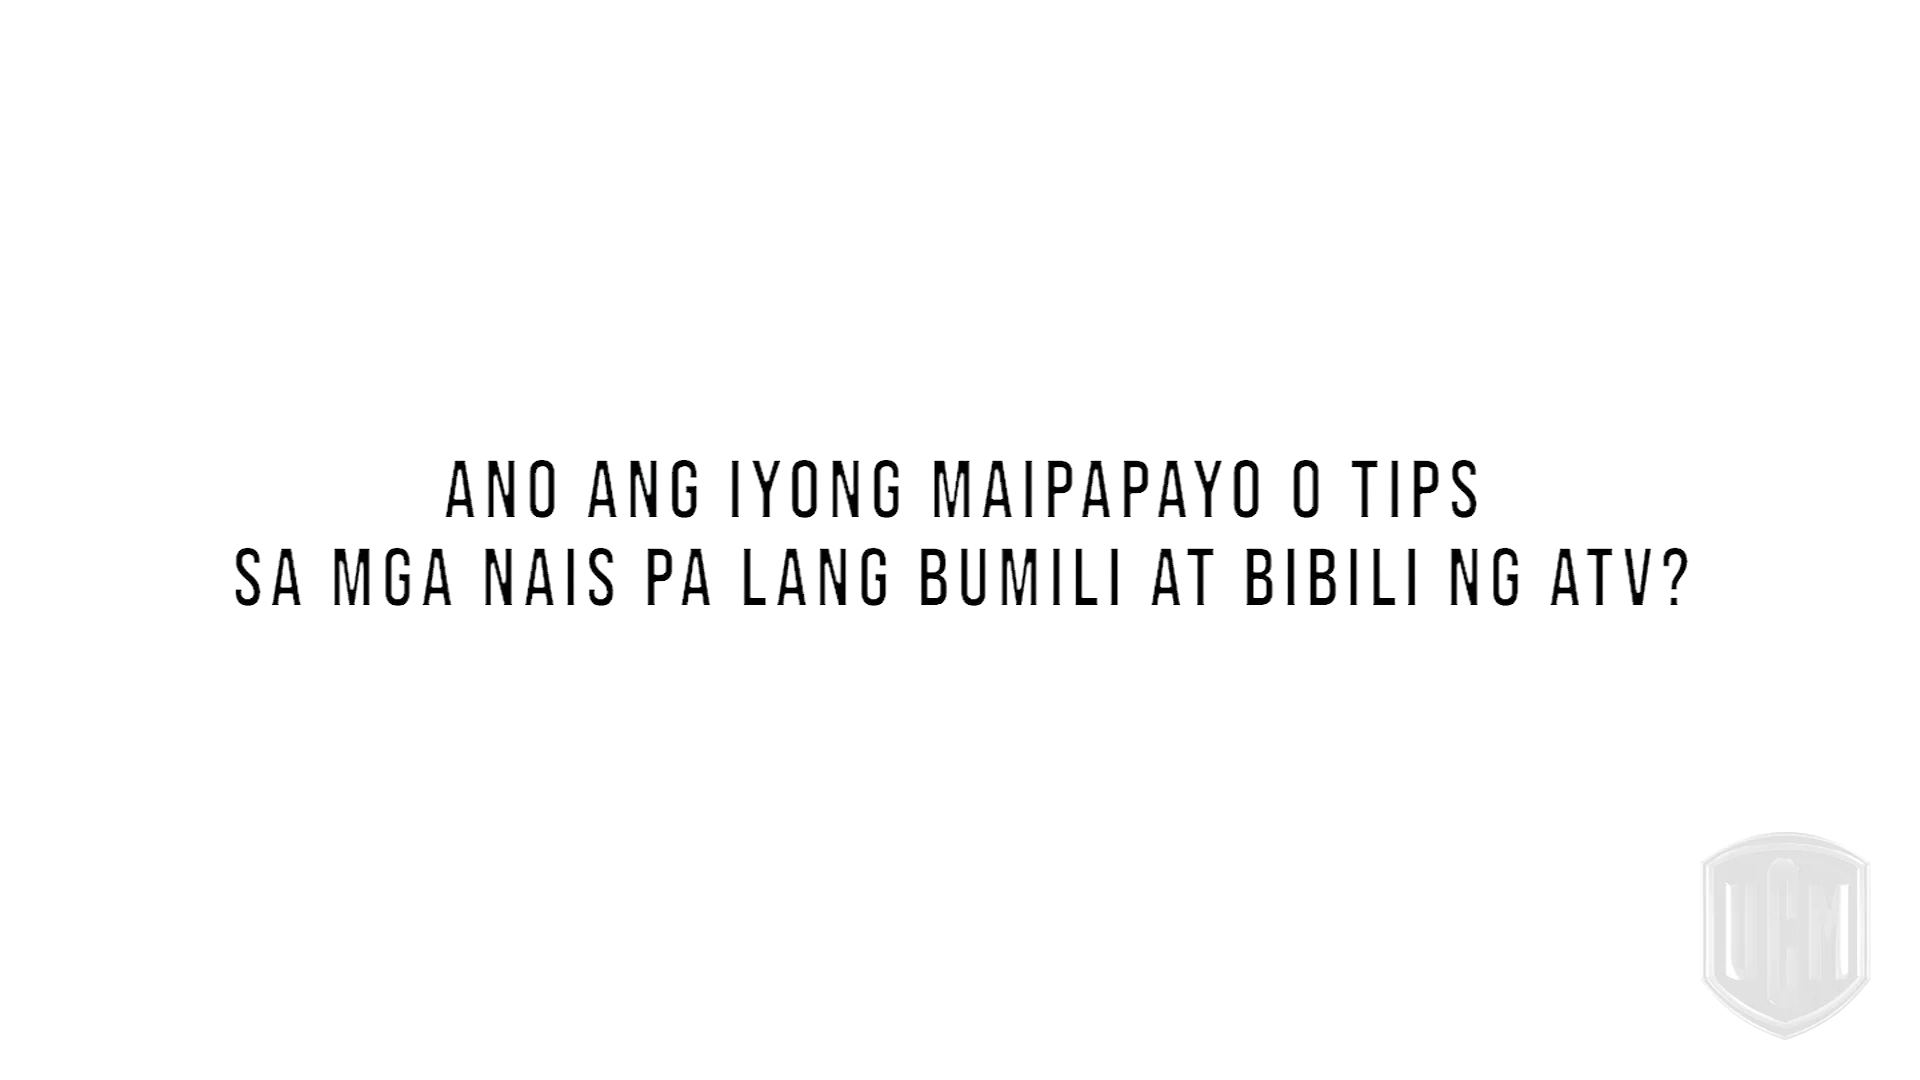 ANO ANG IYONG MAIPAPAYO O TIPS
SA MGA NAIS PA LANG BUMILI AT BIBILI NG ATV?